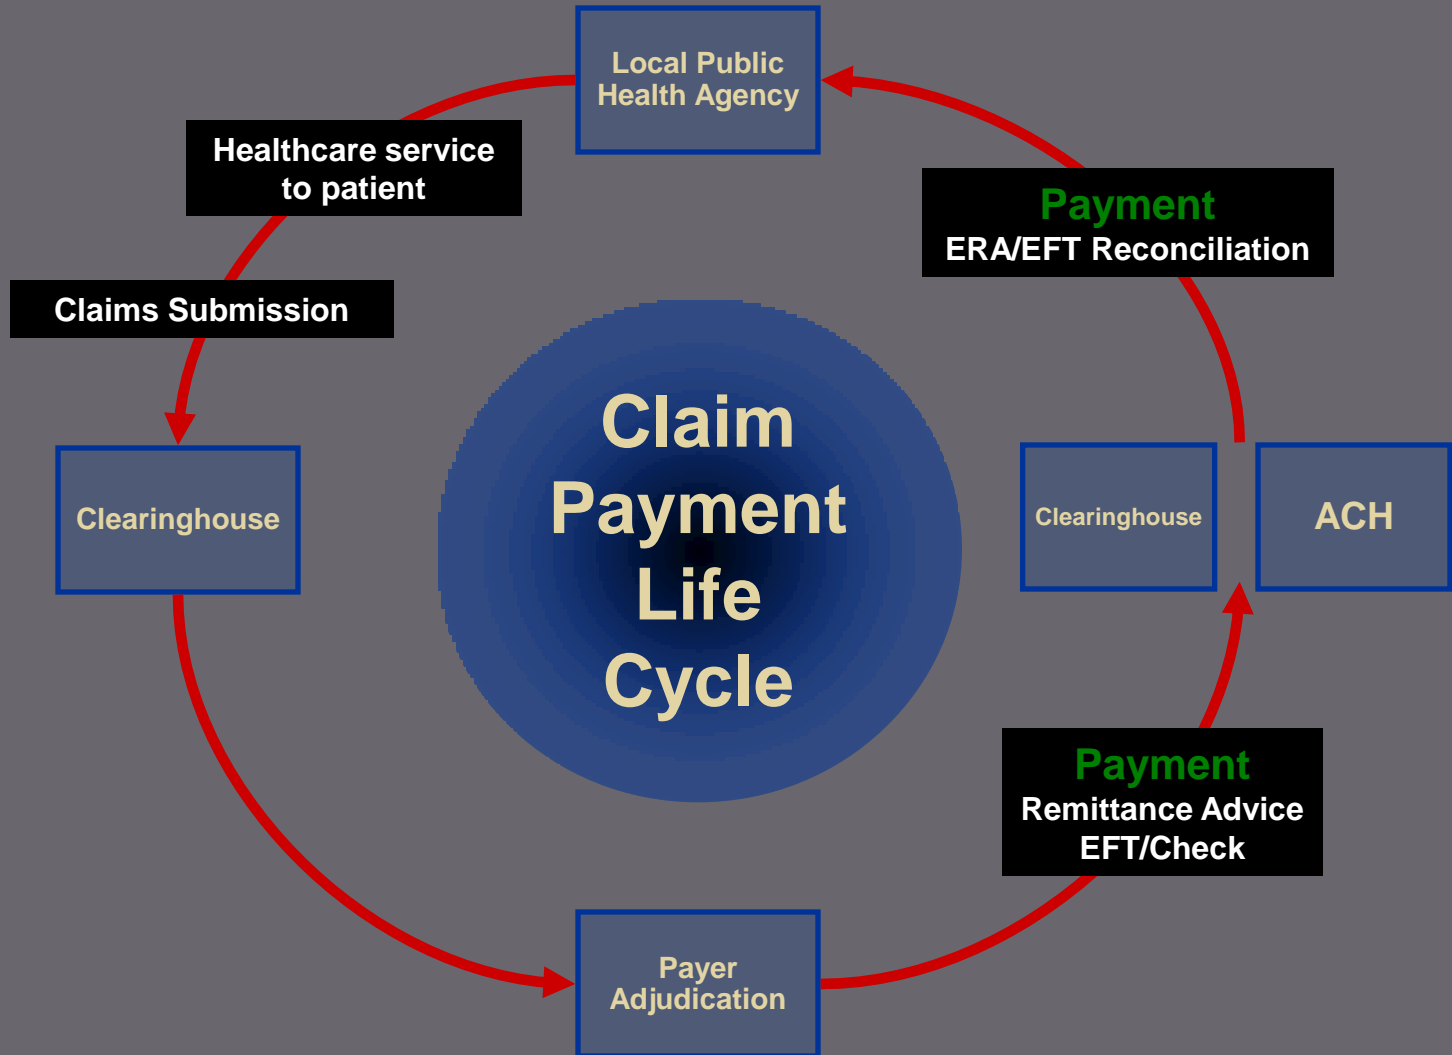 Local Public
Health Agency
Healthcare service
to patient
Payment
ERA/EFT Reconciliation
Claims Submission
Claim
Payment
Life
Cycle
Clearinghouse
Clearinghouse
ACH
Payment
Remittance Advice
EFT/Check
Payer
Adjudication